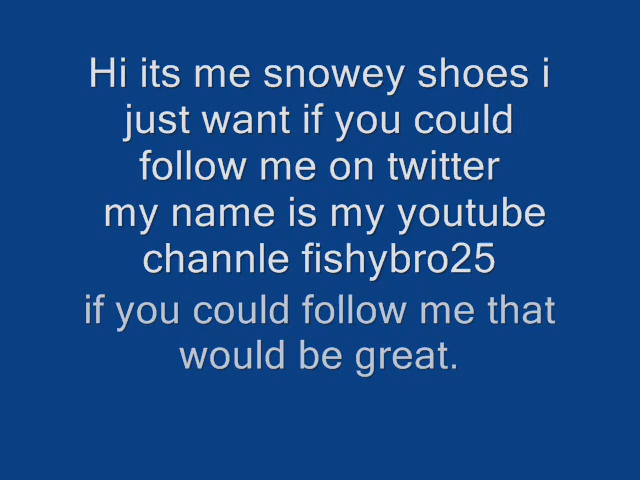 Hi its me snowey shoes i
just want if you could
follow me on twitter
my name is my youtube
channle fishybro25
if you could follow me that
would be great.